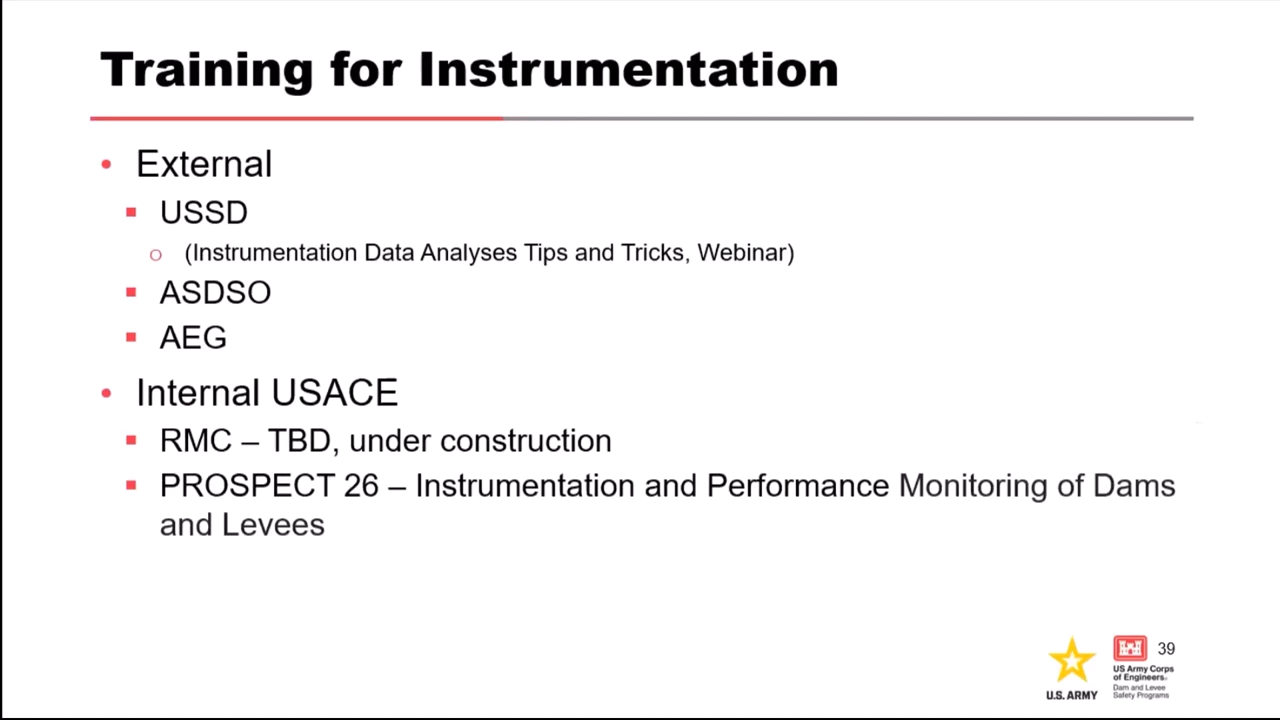 Training for Instrumentation
• External
▪ USSD
o (Instrumentation Data Analyses Tips and Tricks, Webinar)
▪ ASDSO
▪ AEG
• Internal USACE
▪ RMC – TBD, under construction
▪ PROSPECT 26 – Instrumentation and Performance Monitoring of Dams
and Levees
39
U.S. ARMY
US Army Corps
of Engineers®
Dam and Levee
Safety Programs